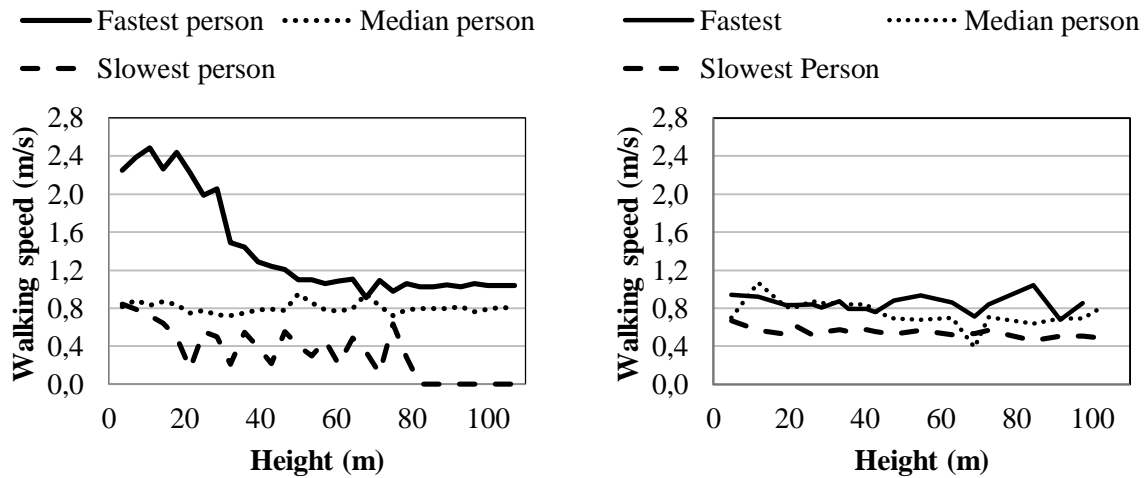 Fastest person Median person
Slowest person
2,8
2,4
2,0
1,6
1,2
0,8
0,4
0,0
Walking speed (m/s)
0 20 40 60 80 100
Height (m)
Fastest Median person
Slowest Person
2,8
2,4
2,0
1,6
1,2
0,8
0,4
0,0
Walking speed (m/s)
0 20 40 60 80 100
Height (m)